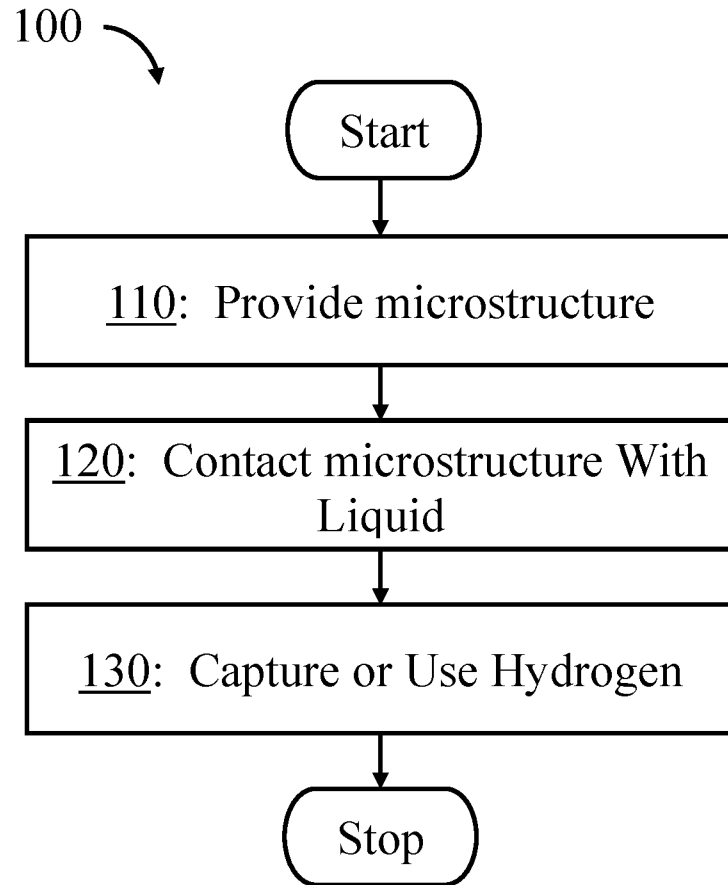 100
Start
110: Provide microstructure
120: Contact microstructure With
Liquid
130: Capture or Use Hydrogen
Stop